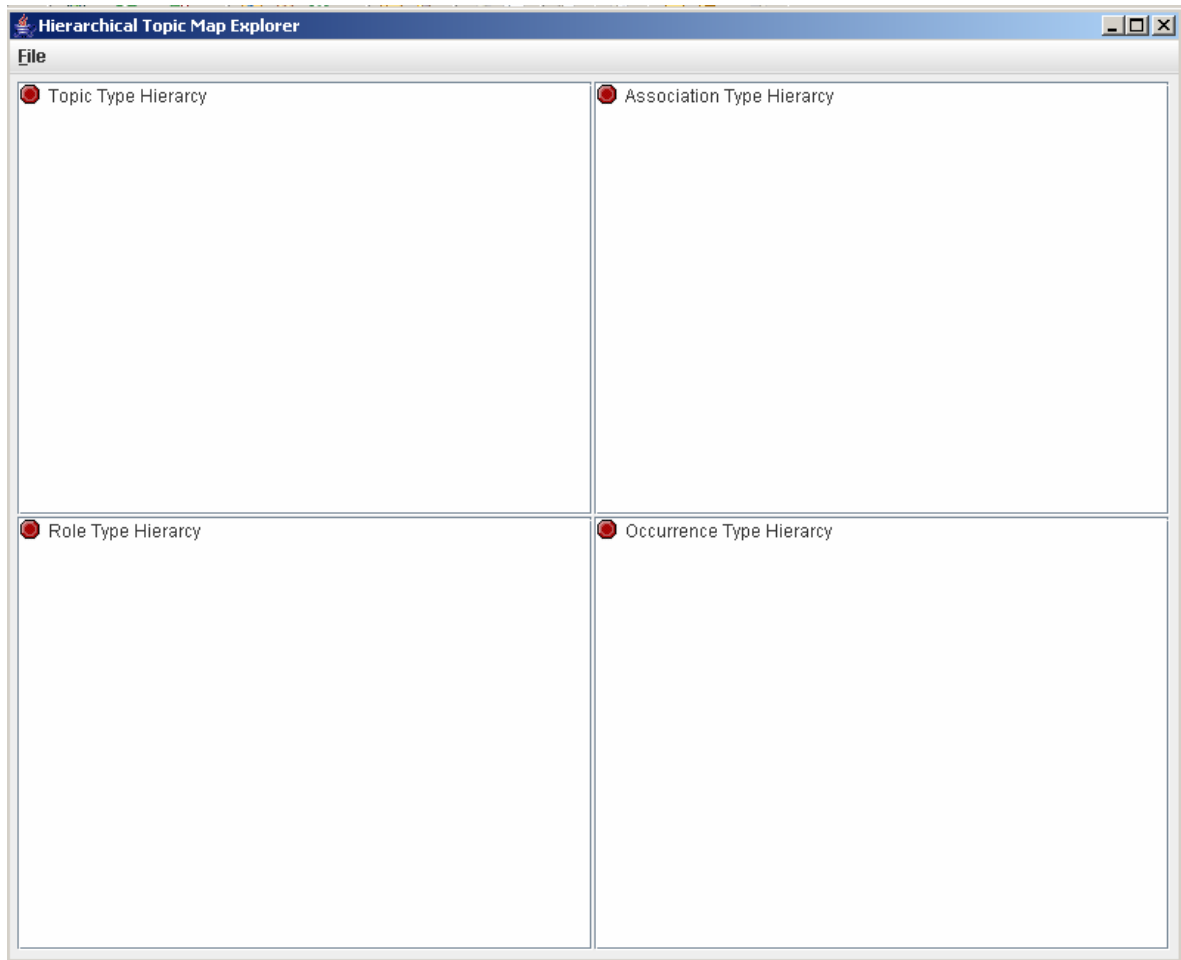 Hierarchical Topic Map Explorer
File
Topic Type Hierarcy
Association Type Hierarcy
Role Type Hierarcy
Occurrence Type Hierarcy